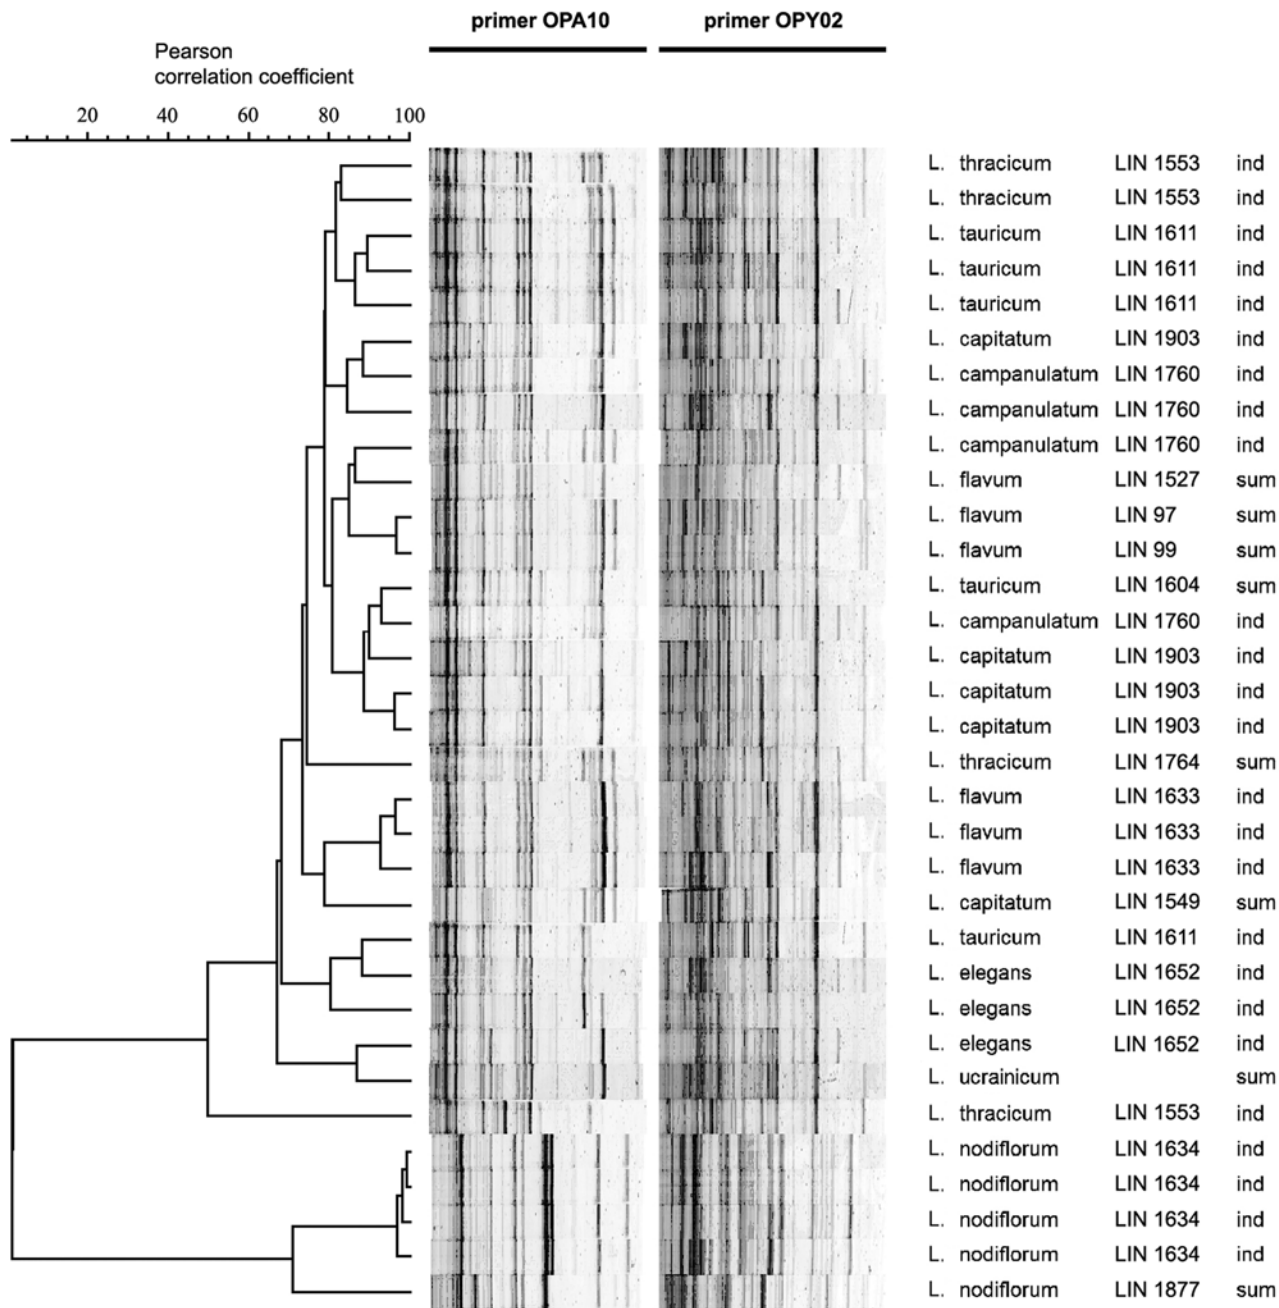 primer OPA10 primer OPY02
Pearson
correlation coefficient
20 40 60 80 100
L. thracicum LIN 1553 ind
L. thracicum LIN 1553 ind
L. tauricum LIN 1611 ind
L. tauricum LIN 1611 ind
L. tauricum LIN 1611 ind
L. capitatum LIN 1903 ind
L. campanulatum LIN 1760 ind
L. campanulatum LIN 1760 ind
L. campanulatum LIN 1760 ind
L. flavum LIN 1527 sum
L. flavum LIN 97 sum
L. flavum LIN 99 sum
L. tauricum LIN 1604 sum
L. campanulatum LIN 1760 ind
L. capitatum LIN 1903 ind
L. capitatum LIN 1903 ind
L. capitatum LIN 1903 ind
L. thracicum LIN 1764 sum
L. flavum LIN 1633 ind
L. flavum LIN 1633 ind
L. flavum LIN 1633 ind
L. capitatum LIN 1549 sum
L. tauricum LIN 1611 ind
L. elegans LIN 1652 ind
L. elegans LIN 1652 ind
L. elegans LIN 1652 ind
L. ucrainicum sum
L. thracicum LIN 1553 ind
L. nodiflorum LIN 1634 ind
L. nodiflorum LIN 1634 ind
L. nodiflorum LIN 1634 ind
L. nodiflorum LIN 1634 ind
L. nodiflorum LIN 1877 sum